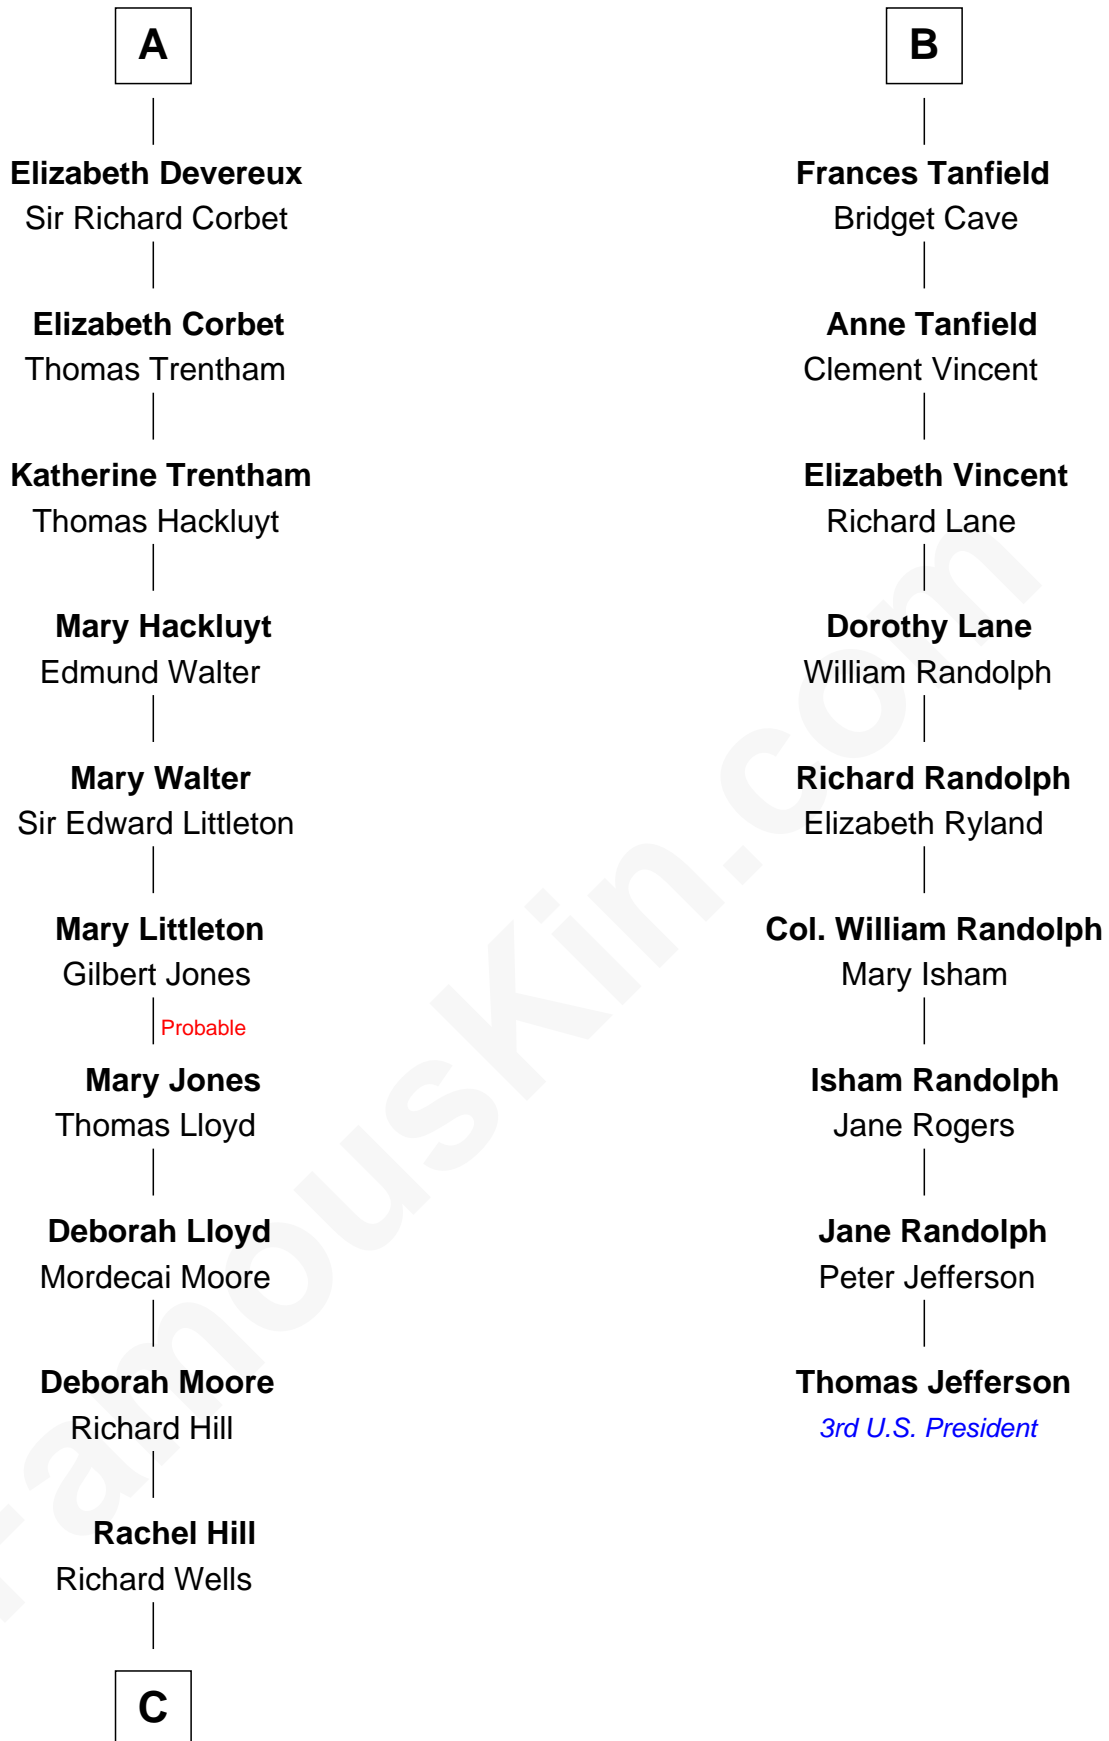 A
Elizabeth Devereux
Sir Richard Corbet
Elizabeth Corbet
Thomas Trentham
Katherine Trentham
Thomas Hackluyt
Mary Hackluyt
Edmund Walter
Mary Walter
Sir Edward Littleton
Mary Littleton
Gilbert Jones
Probable
Mary Jones
Thomas Lloyd
Deborah Lloyd
Mordecai Moore
Deborah Moore
Richard Hill
Rachel Hill
Richard Wells
C
B
Frances Tanfield
Bridget Cave
Anne Tanfield
Clement Vincent
Elizabeth Vincent
Richard Lane
Dorothy Lane
William Randolph
Richard Randolph
Elizabeth Ryland
Col. William Randolph
Mary Isham
Isham Randolph
Jane Rogers
Jane Randolph
Peter Jefferson
Thomas Jefferson
3rd U.S. President
FamousKin.com